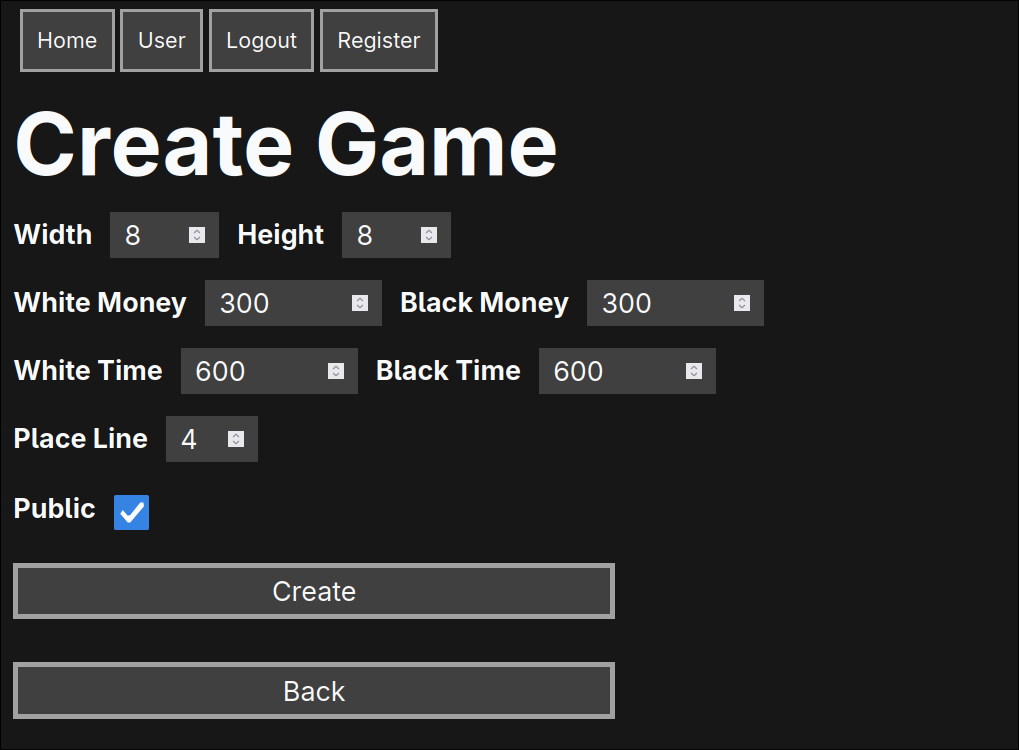 Home User Logout Register
Create Game
Width 8 Height 8
White Money 300 Black Money 300
White Time 600 Black Time 600
Place Line 4
Public
Create
Back